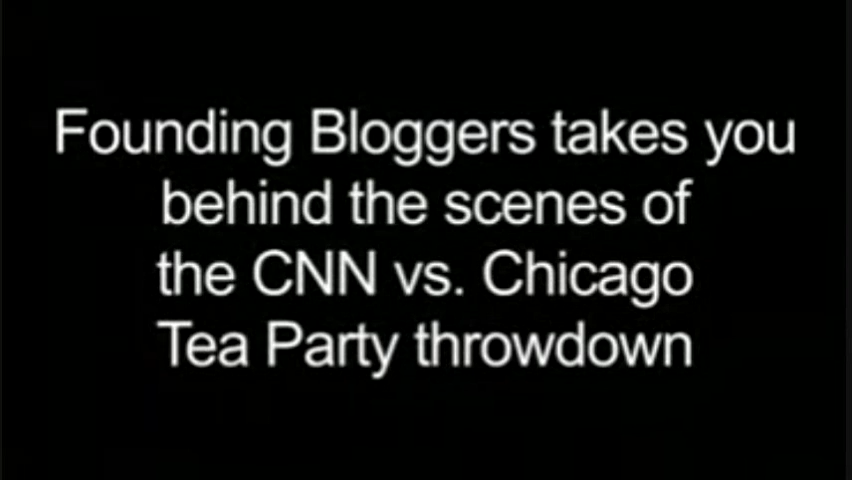 Founding Bloggers takes you
behind the scenes of
the CNN vs. Chicago
Tea Party throwdown